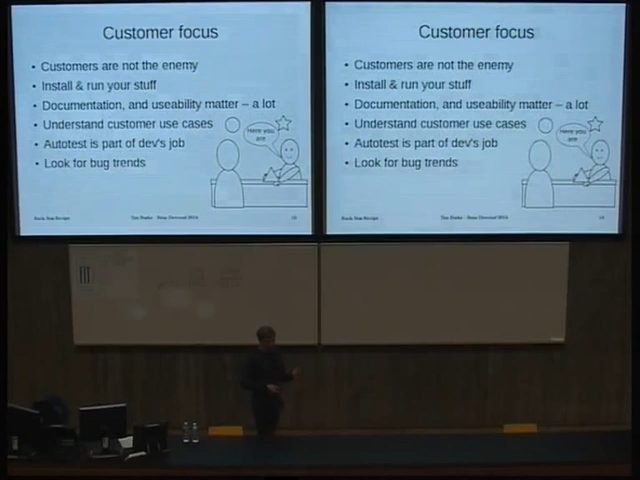 Customer focus
• Customers are not the enemy
• Install & run your stuff
• Documentation, and useability matter – a lot
• Understand customer use cases
• Autotest is part of dev's job
• Look for bug trends
Here you
are
Customer focus
• Customers are not the enemy
• Install & run your stuff
• Documentation, and useability matter – a lot
• Understand customer use cases
• Autotest is part of dev's job
• Look for bug trends
Here you
are